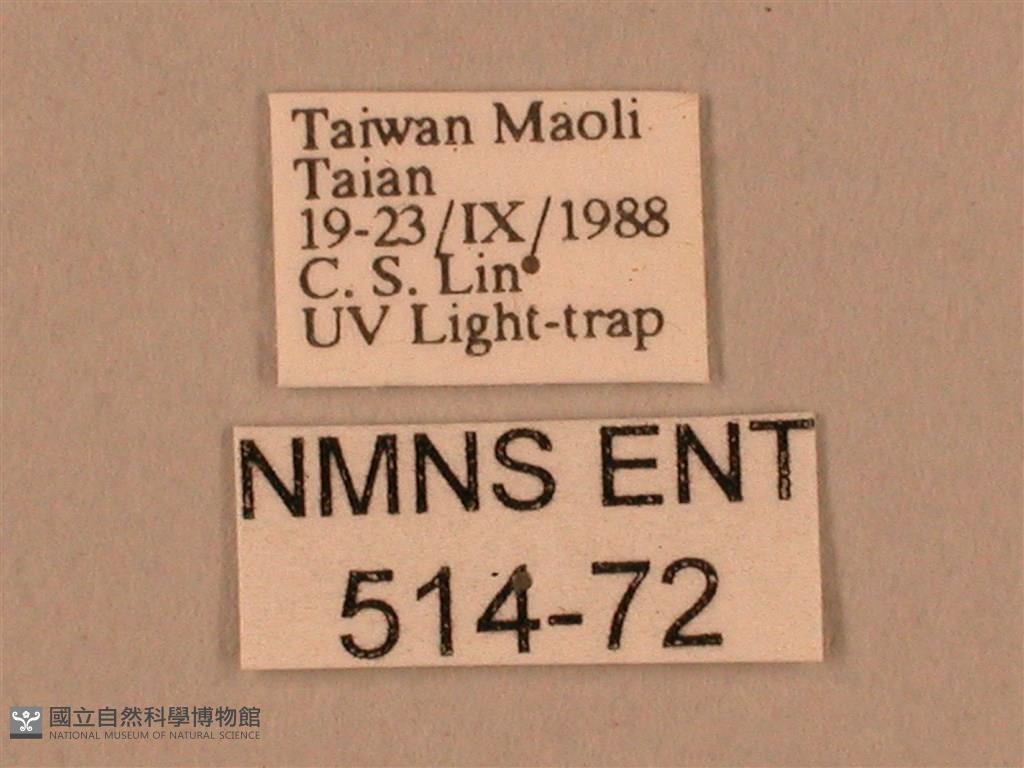 Taiwan Maoli
Taian
19-23/IX/1988
C. S. Lin
UV Light-trap
NMNS ENT
514-72
國立自然科學博物館
NATIONAL MUSEUM OF NATURAL SCIENCE